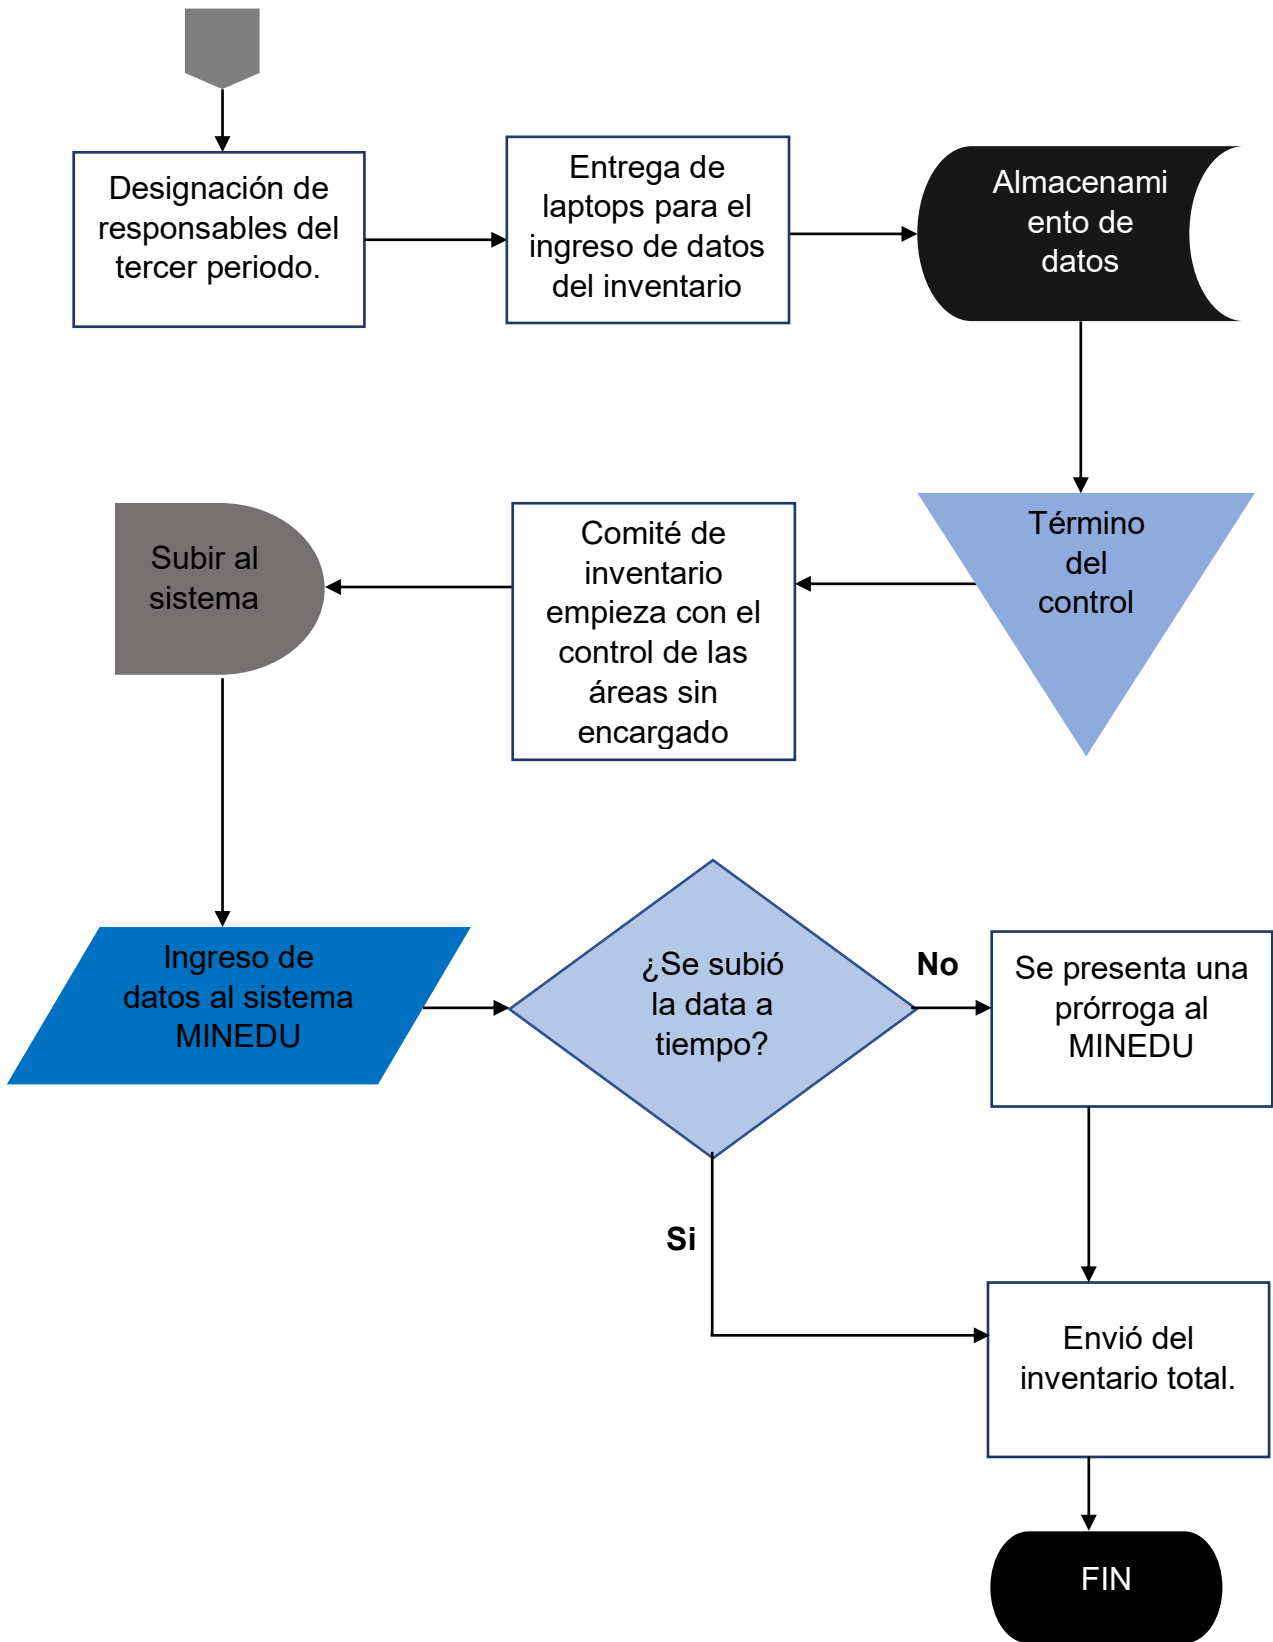 Designación de
responsables del
tercer periodo.
Entrega de
laptops para el
ingreso de datos
del inventario
Almacenami
ento de
datos
Subir al
sistema
Comité de
inventario
empieza con el
control de las
áreas sin
encargado
Término
del
control
Ingreso de
datos al sistema
MINEDU
¿Se subió
la data a
tiempo?
No
Se presenta una
prórroga al
MINEDU
Si
Envió del
inventario total.
FIN